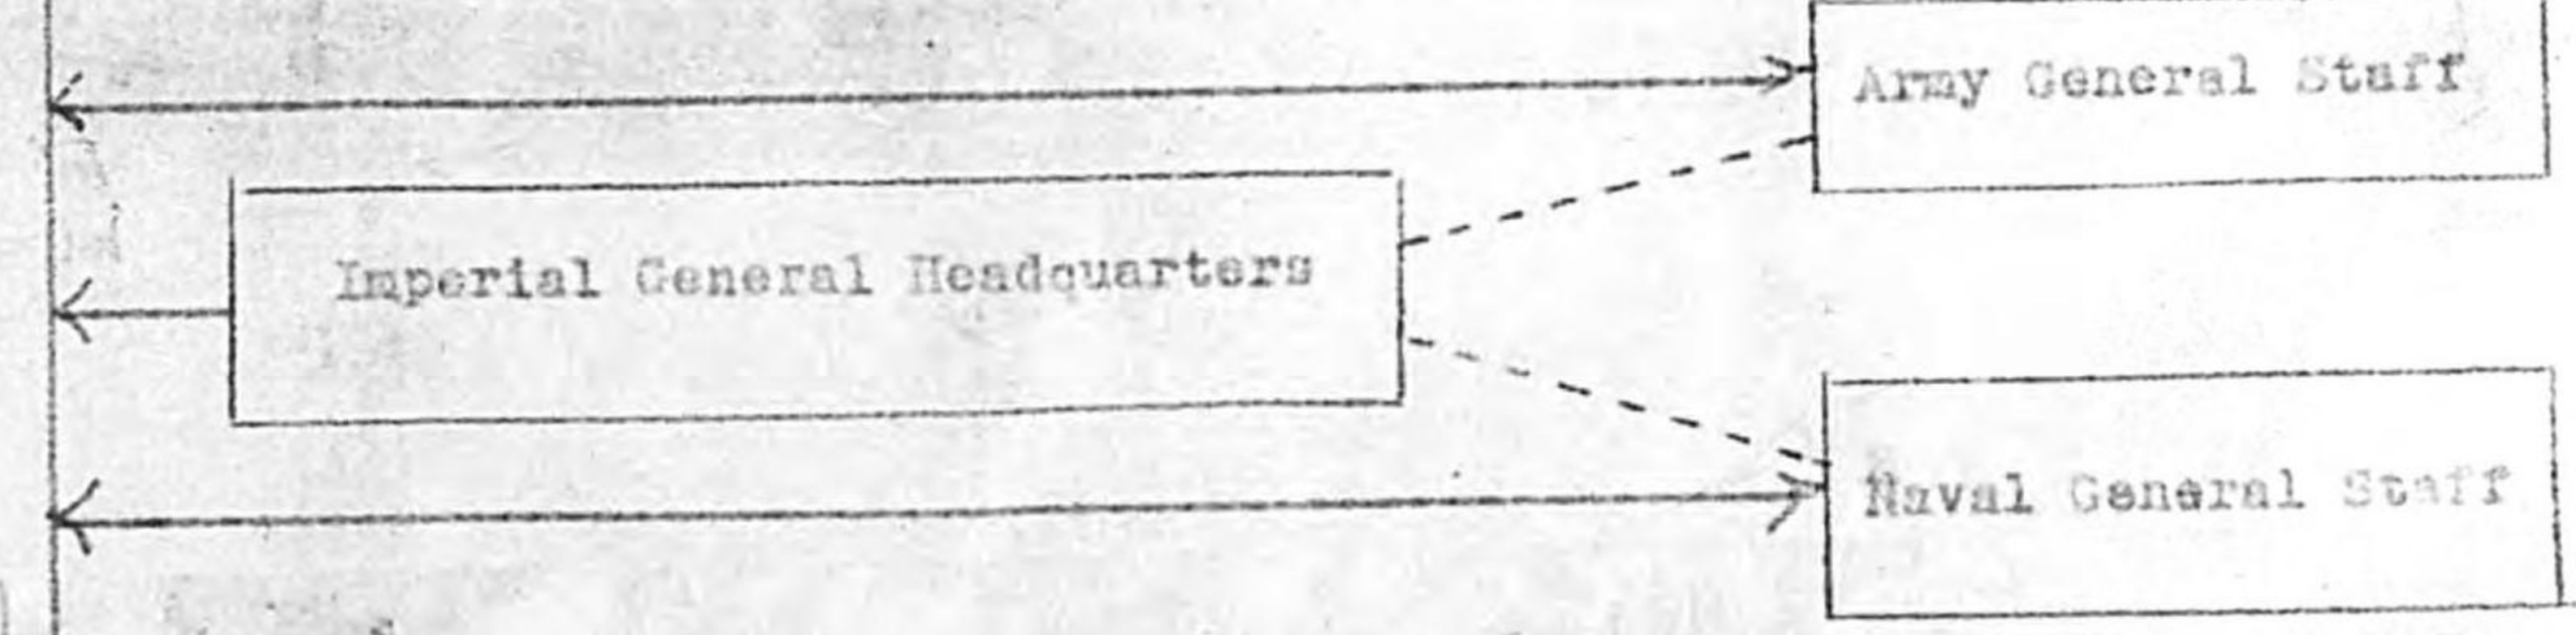 Army General Staff
Imperial General Headquarters
Naval General Staff